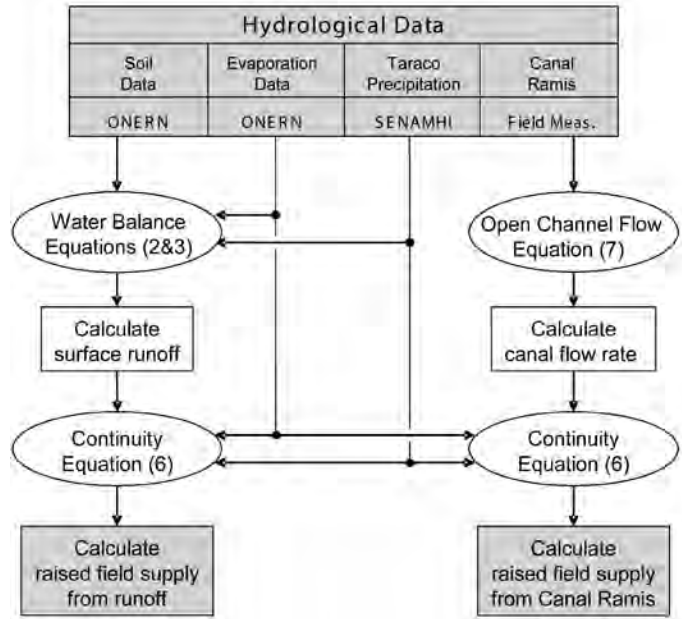 Hydrological Data
Soil Data
Evaporation Data
Taraco Precipitation
Canal Ramis
ONERN
ONERN
SENAMHI
Field Meas.
Water Balance
Equations (2&3)
Open Channel Flow
Equation (7)
Calculate
surface runoff
Calculate
canal flow rate
Continuity
Equation (6)
Continuity
Equation (6)
Calculate
raised field supply
from runoff
Calculate
raised field supply
from Canal Ramis